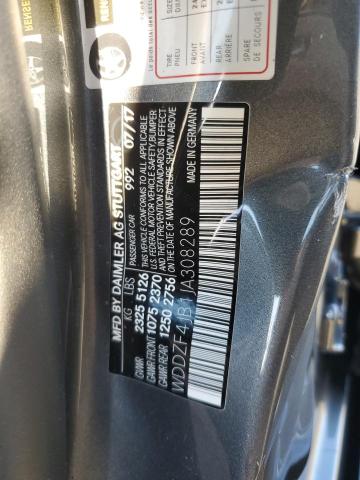 MFD BY DAIMLER AG STUTTGART
PASSENGER CAR 992 07/17
KG LBS
GVWR 2325 5126
GAWR FRONT 1075 2370
GAWR REAR 1250 2756
THIS VEHICLE CONFORMS TO ALL APPLICABLE
U.S. FEDERAL MOTOR VEHICLE SAFETY, BUMPER,
AND THEFT PREVENTION STANDARDS IN EFFECT
ON THE DATE OF MANUFACTURE SHOWN ABOVE
MADE IN GERMANY
TIRE
PNEU
FRONT
AVANT
REAR
ARRIÈRE
SPARE
DE